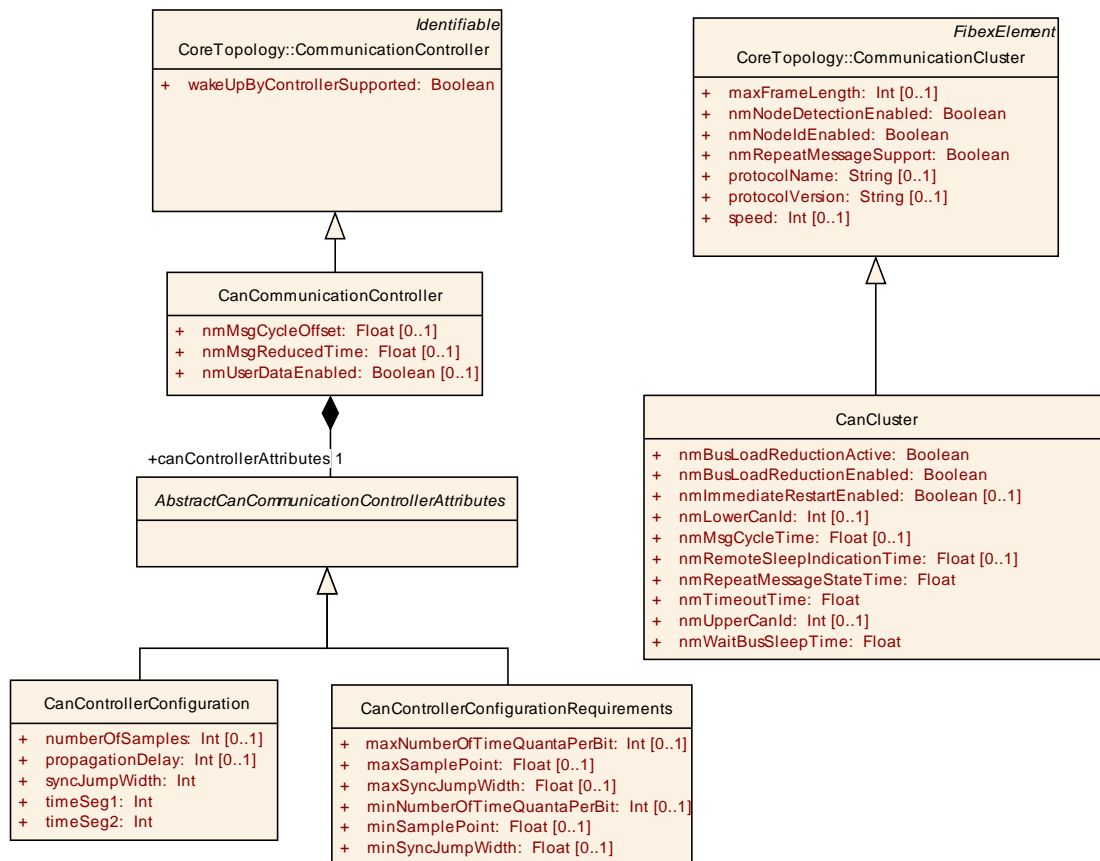 Identifiable
CoreTopology::CommunicationController
+ wakeUpByControllerSupported: Boolean
FibexElement
CoreTopology::CommunicationCluster
+ maxFrameLength: Int [0..1]
+ nmNodeDetectionEnabled: Boolean
+ nmNodeIdEnabled: Boolean
+ nmRepeatMessageSupport: Boolean
+ protocolName: String [0..1]
+ protocolVersion: String [0..1]
+ speed: Int [0..1]
CanCommunicationController
+ nmMsgCycleOffset: Float [0..1]
+ nmMsgReducedTime: Float [0..1]
+ nmUserDataEnabled: Boolean [0..1]
+canControllerAttributes 1
AbstractCanCommunicationControllerAttributes
CanCluster
+ nmBusLoadReductionActive: Boolean
+ nmBusLoadReductionEnabled: Boolean
+ nmImmediateRestartEnabled: Boolean [0..1]
+ nmLowerCanId: Int [0..1]
+ nmMsgCycleTime: Float [0..1]
+ nmRemoteSleepIndicationTime: Float [0..1]
+ nmRepeatMessageStateTime: Float
+ nmTimeoutTime: Float
+ nmUpperCanId: Int [0..1]
+ nmWaitBusSleepTime: Float
CanControllerConfiguration
+ numberOfSamples: Int [0..1]
+ propagationDelay: Int [0..1]
+ syncJumpWidth: Int
+ timeSeg1: Int
+ timeSeg2: Int
CanControllerConfigurationRequirements
+ maxNumberOfTimeQuantaPerBit: Int [0..1]
+ maxSamplePoint: Float [0..1]
+ maxSyncJumpWidth: Float [0..1]
+ minNumberOfTimeQuantaPerBit: Int [0..1]
+ minSamplePoint: Float [0..1]
+ minSyncJumpWidth: Float [0..1]